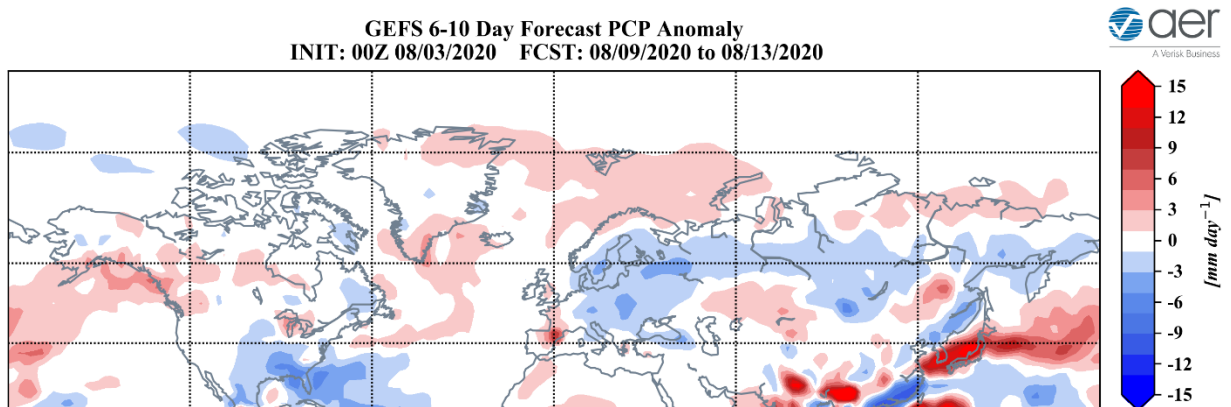 GEFS 6-10 Day Forecast PCP Anomaly
INIT: 00Z 08/03/2020 FCST: 08/09/2020 to 08/13/2020
aer
A Verisk Business
15
12
9
6
3
0
-3
-6
-9
-12
-15
[mm day⁻¹]